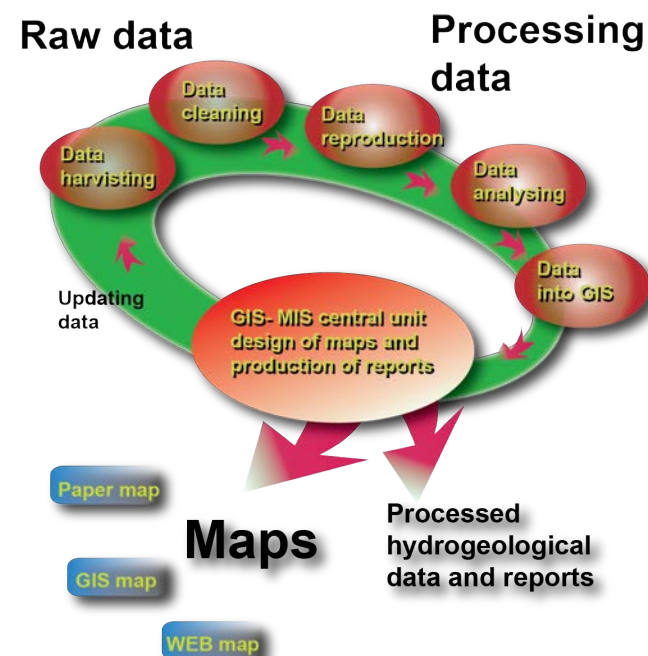 Raw data
Processing
data
Data
cleaning
Data
reproduction
Data
harvisting
Data
analysing
Data
into GIS
Updating
data
GIS- MIS central unit
design of maps and
production of reports
Paper map
Maps
Processed
hydrogeological
data and reports
GIS map
WEB map